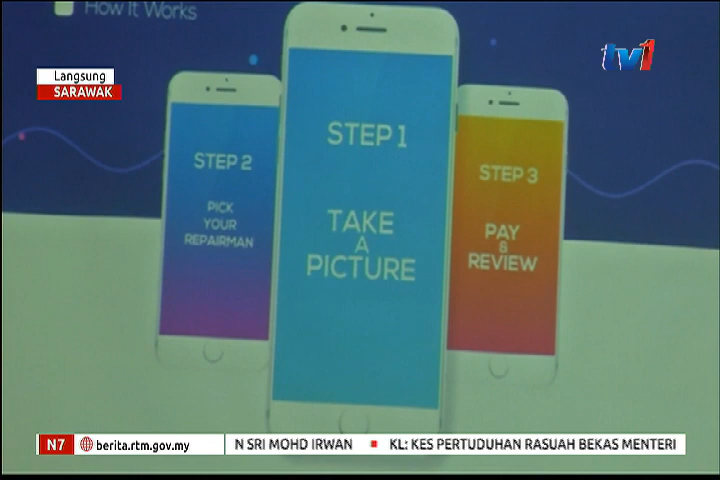 How It Works
Langsung
SARAWAK
tv1
STEP 1
TAKE
A
PICTURE
STEP 2
PICK
YOUR
REPAIRMAN
STEP 3
PAY
&
REVIEW
N7 berita.rtm.gov.my N SRI MOHD IRWAN KL: KES PERTUDUHAN RASUAH BEKAS MENTERI